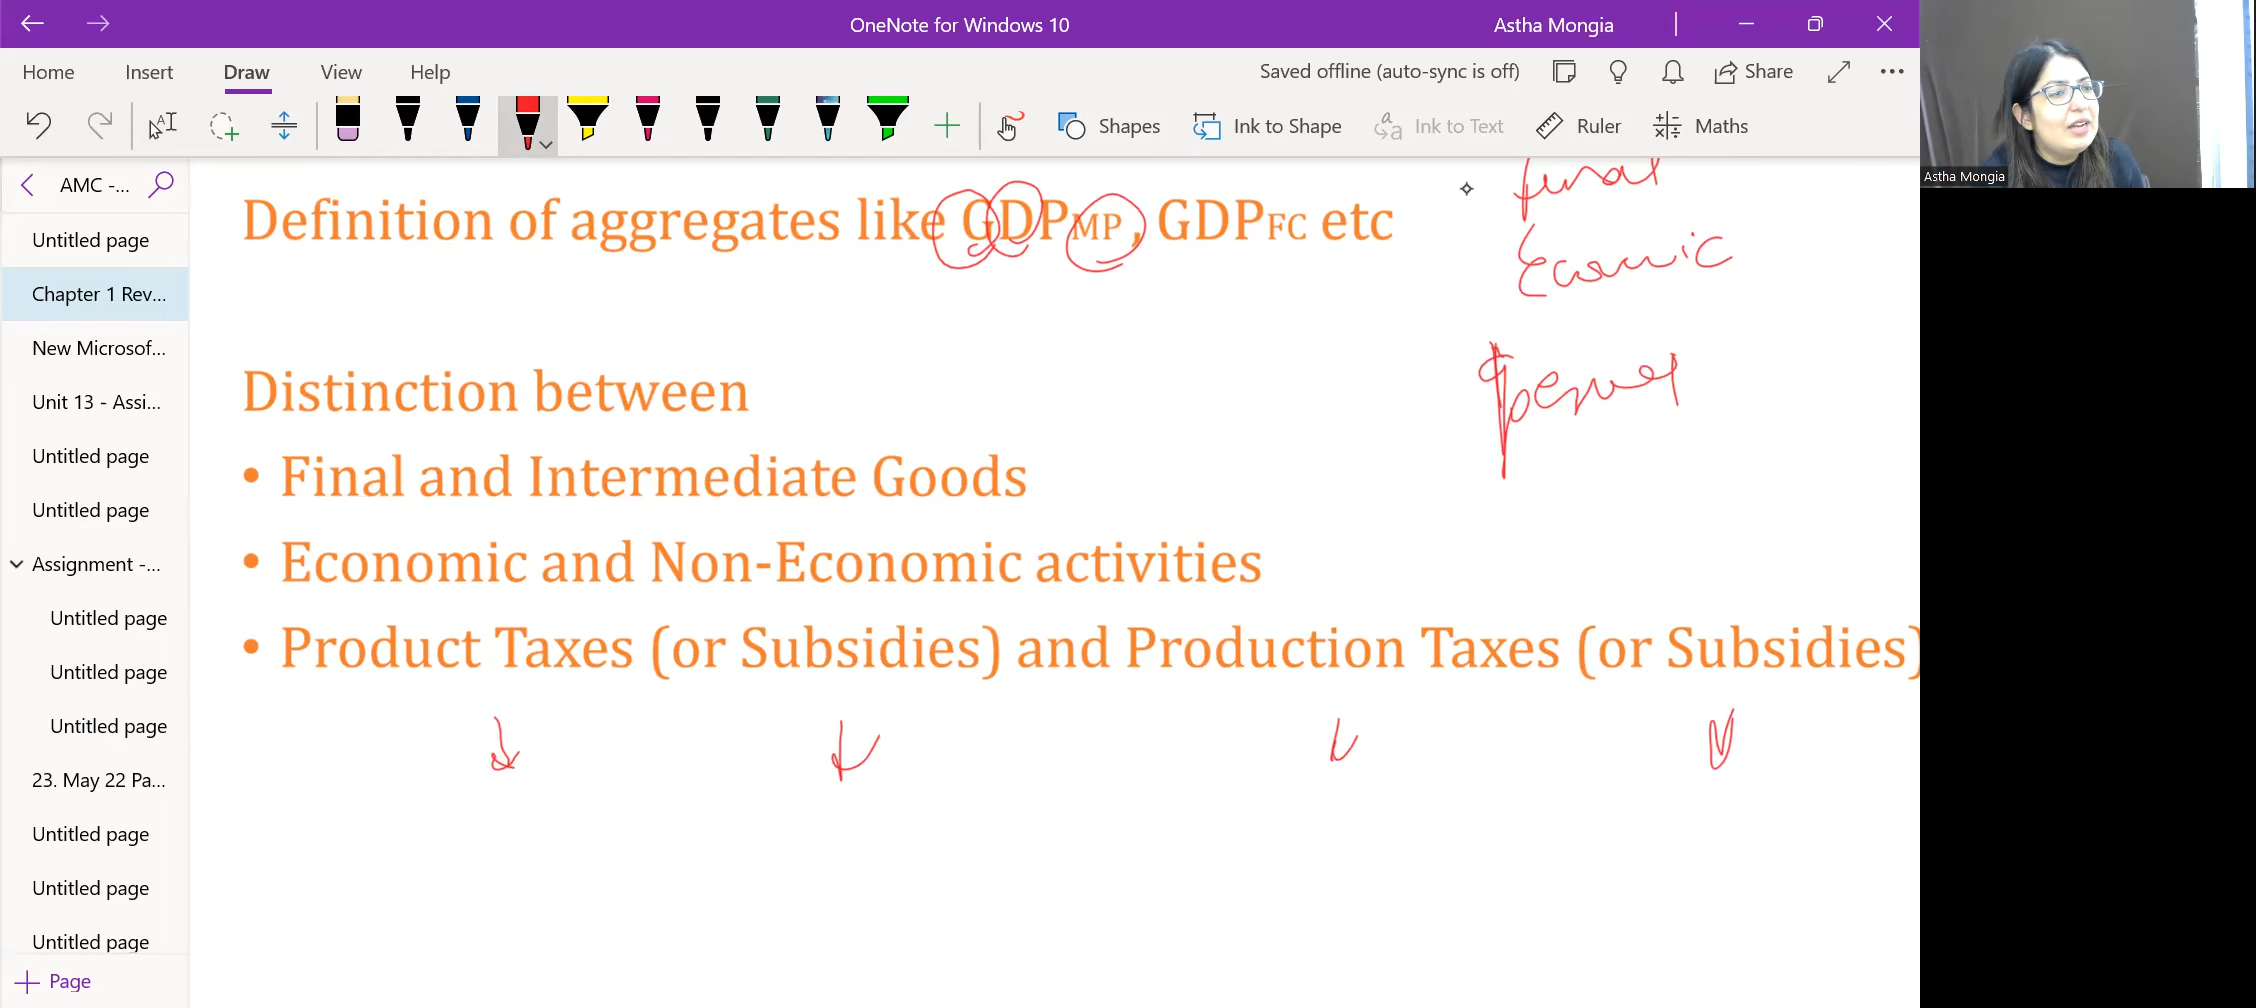 OneNote for Windows 10
Astha Mongia
Home Insert Draw View Help
Saved offline (auto-sync is off) Share
Shapes Ink to Shape Ink to Text Ruler Maths
Astha Mongia
AMC -...
Untitled page
Chapter 1 Rev...
New Microsof...
Unit 13 - Assi...
Untitled page
Untitled page
Assignment -...
Untitled page
Untitled page
Untitled page
23. May 22 Pa...
Untitled page
Untitled page
Untitled page
Page
final
Definition of aggregates like GDPMP, GDPFC etc
Distinction between
• Final and Intermediate Goods
• Economic and Non-Economic activities
• Product Taxes (or Subsidies) and Production Taxes (or Subsidies)